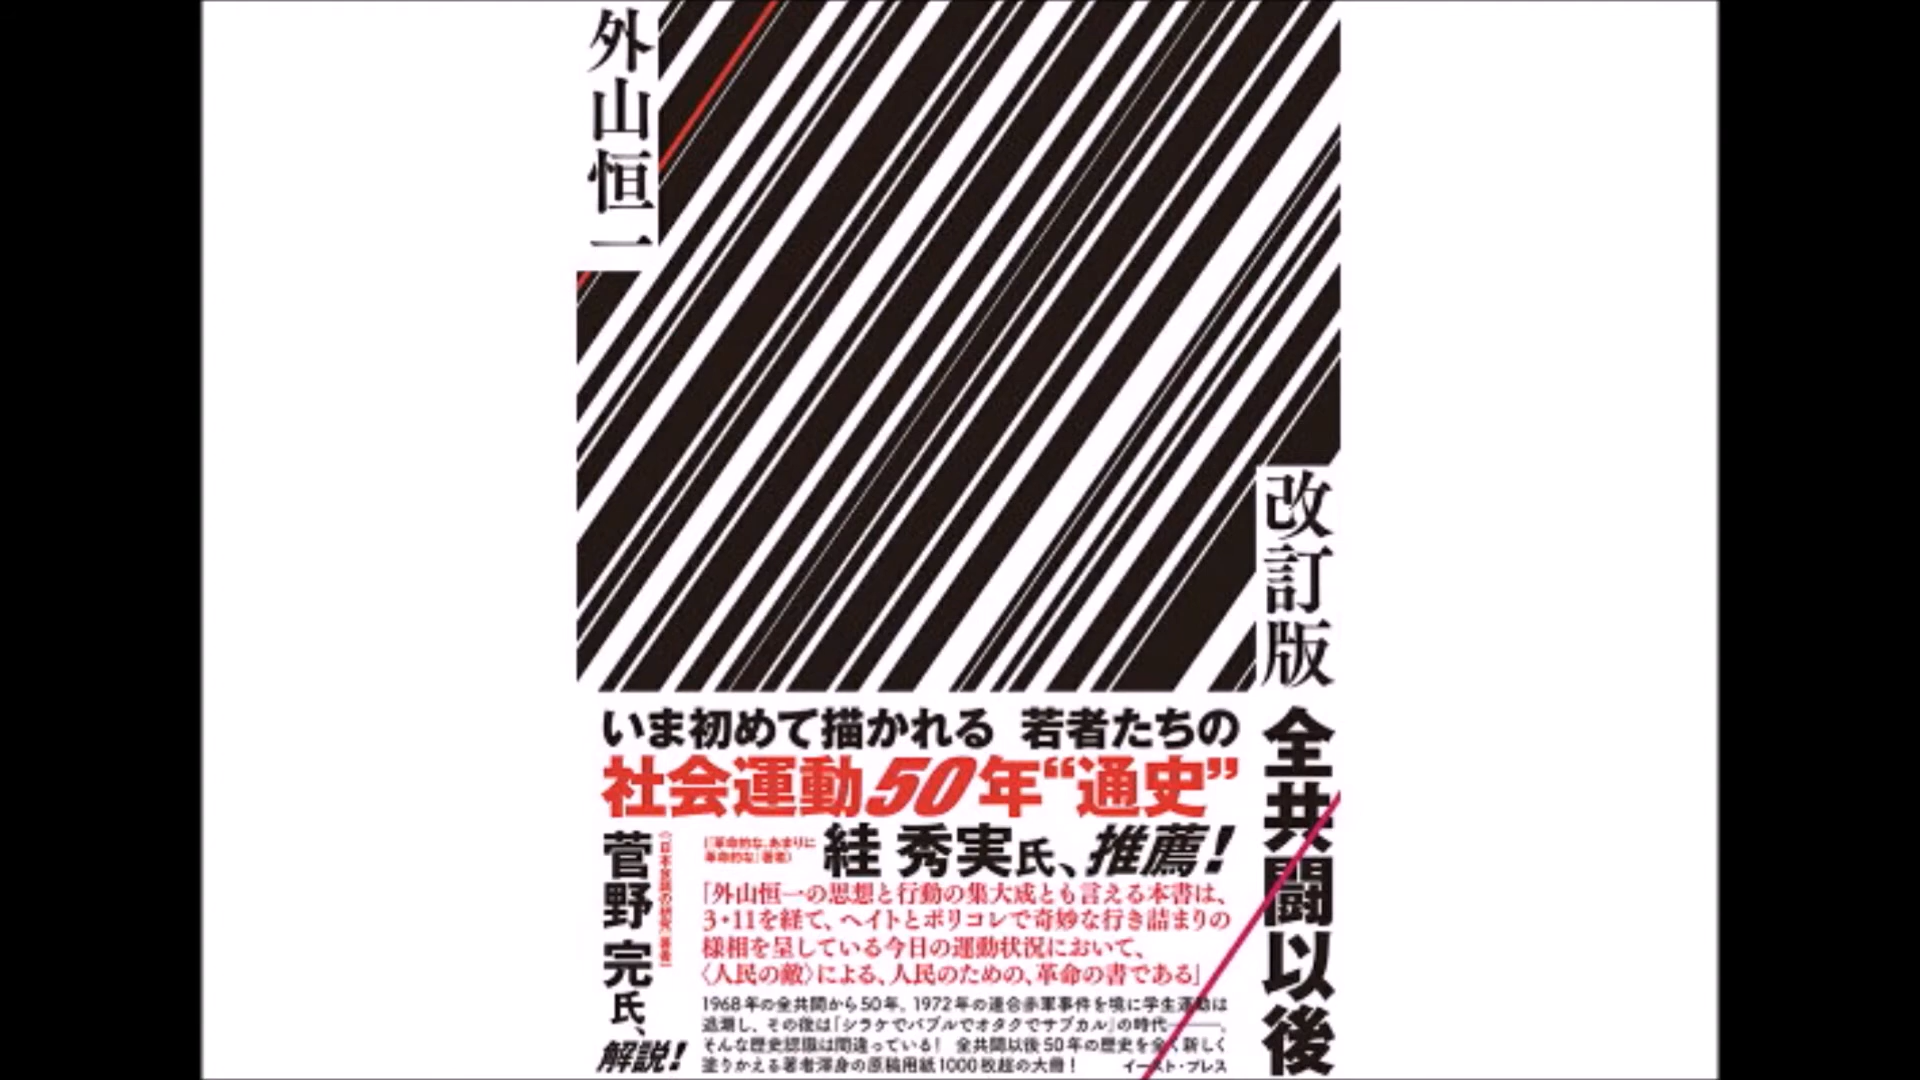 外山恒一
改訂版 全共闘以後
いま初めて描かれる 若者たちの
社会運動50年“通史”
(『革命的な、あまりに
革命的な』著者)
絓 秀実氏、推薦!
「外山恒一の思想と行動の集大成とも言える本書は、
3・11を経て、ヘイトとポリコレで奇妙な行き詰まりの
様相を呈している今日の運動状況において、
〈人民の敵〉による、人民のための、革命の書である」
(『日本会議の研究』著者)
菅野 完氏、
解説!
1968年の全共闘から50年。1972年の連合赤軍事件を境に学生運動は
退潮し、その後は「シラケでバブルでオタクでサブカル」の時代―――。
そんな歴史認識は間違っている! 全共闘以後50年の歴史を全く新しく
塗りかえる著者渾身の原稿用紙1000枚超の大冊!
イースト・プレス